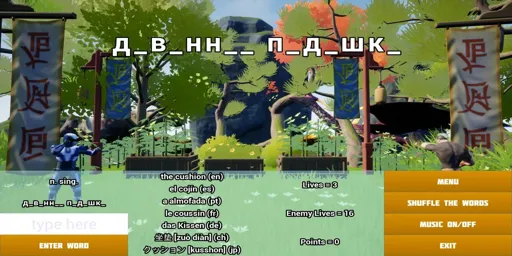 Д_В_НН__ П_Д_ШК_
n. sing.
Д_В_НН__ П_Д_ШК_
type here
ENTER WORD
the cushion (en)
el cojín (es)
a almofada (pt)
le coussin (fr)
das Kissen (de)
坐垫 [zuò diàn] (ch)
クッション [kusshon] (jp)
Lives = 3
Enemy Lives = 16
Points = 0
MENU
SHUFFLE THE WORDS
MUSIC ON/OFF
EXIT